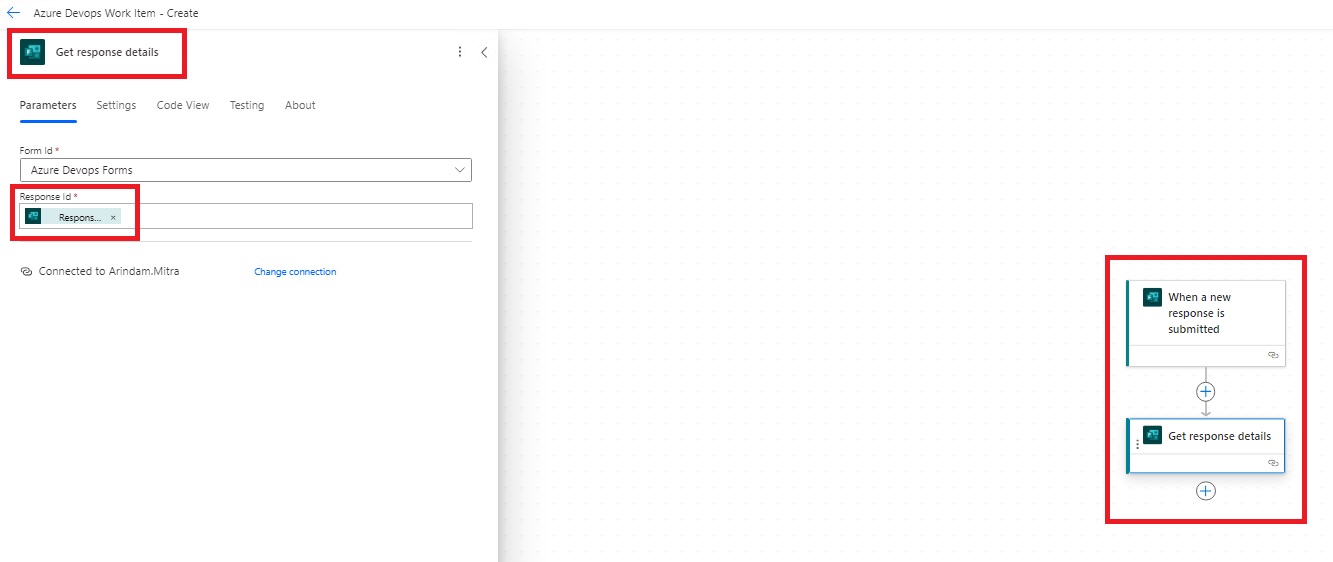 Azure Devops Work Item - Create
Get response details
Parameters Settings Code View Testing About
Form Id *
Azure Devops Forms
Response Id *
Respons... ×
Connected to Arindam.Mitra Change connection
When a new
response is
submitted
Get response details